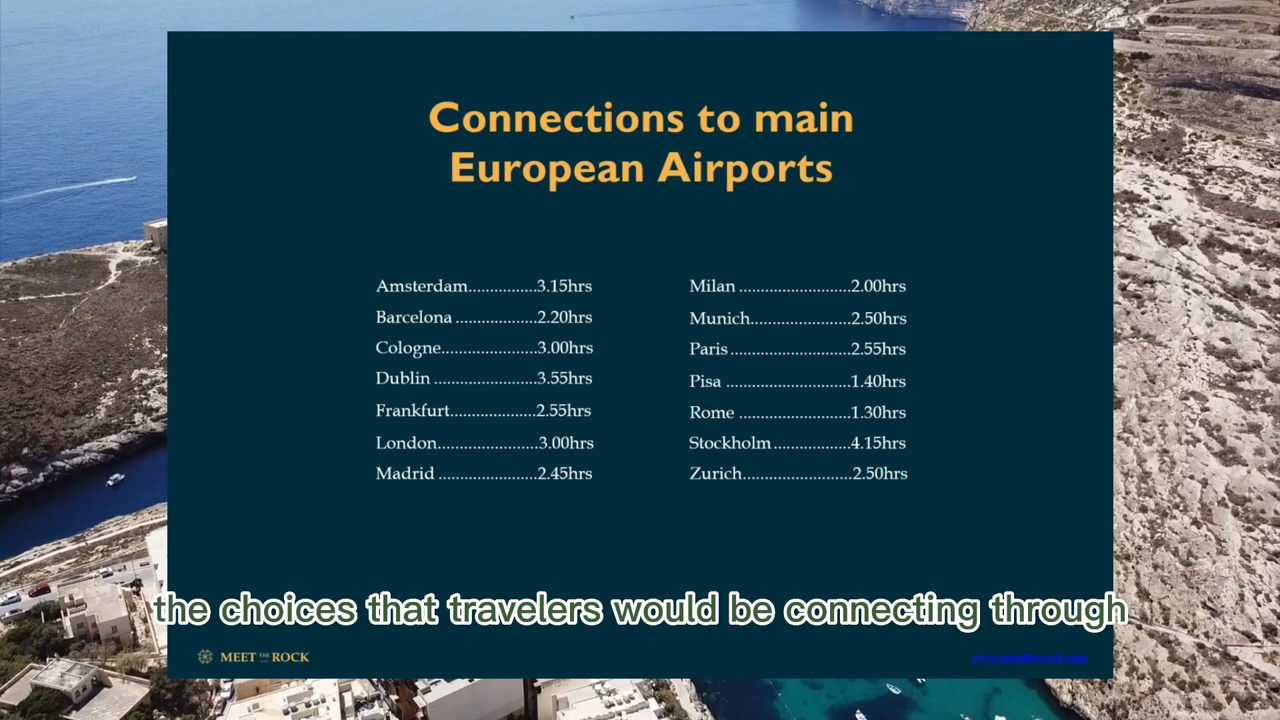 Connections to main
European Airports
Amsterdam................3.15hrs
Barcelona ...................2.20hrs
Cologne......................3.00hrs
Dublin ........................3.55hrs
Frankfurt....................2.55hrs
London.......................3.00hrs
Madrid .......................2.45hrs
Milan ..........................2.00hrs
Munich.......................2.50hrs
Paris ............................2.55hrs
Pisa .............................1.40hrs
Rome ..........................1.30hrs
Stockholm ..................4.15hrs
Zurich.........................2.50hrs
the choices that travelers would be connecting through
MEET THE ROCK